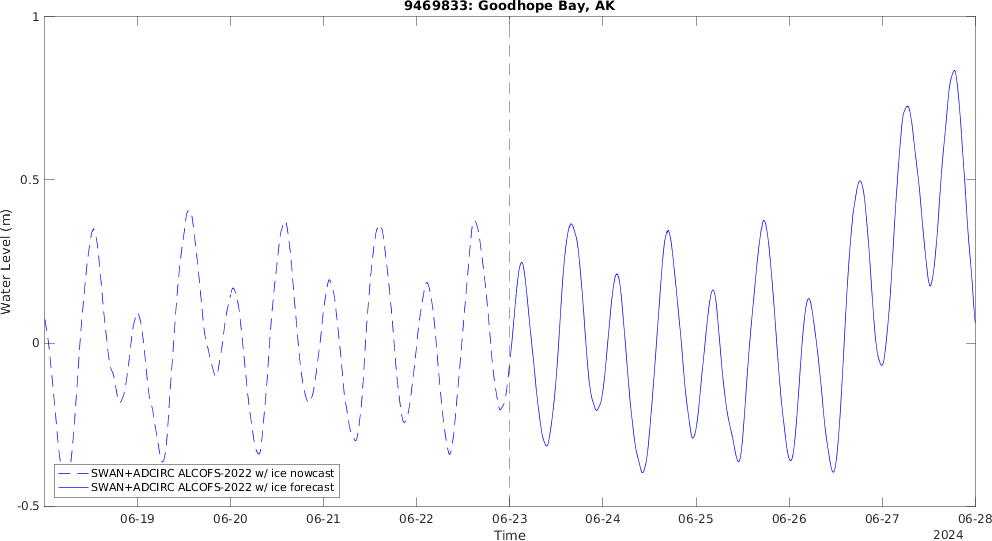 9469833: Goodhope Bay, AK
1
0.5
0
-0.5
Water Level (m)
SWAN+ADCIRC ALCOFS-2022 w/ ice nowcast
SWAN+ADCIRC ALCOFS-2022 w/ ice forecast
06-19 06-20 06-21 06-22 06-23 06-24 06-25 06-26 06-27 06-28
Time
2024